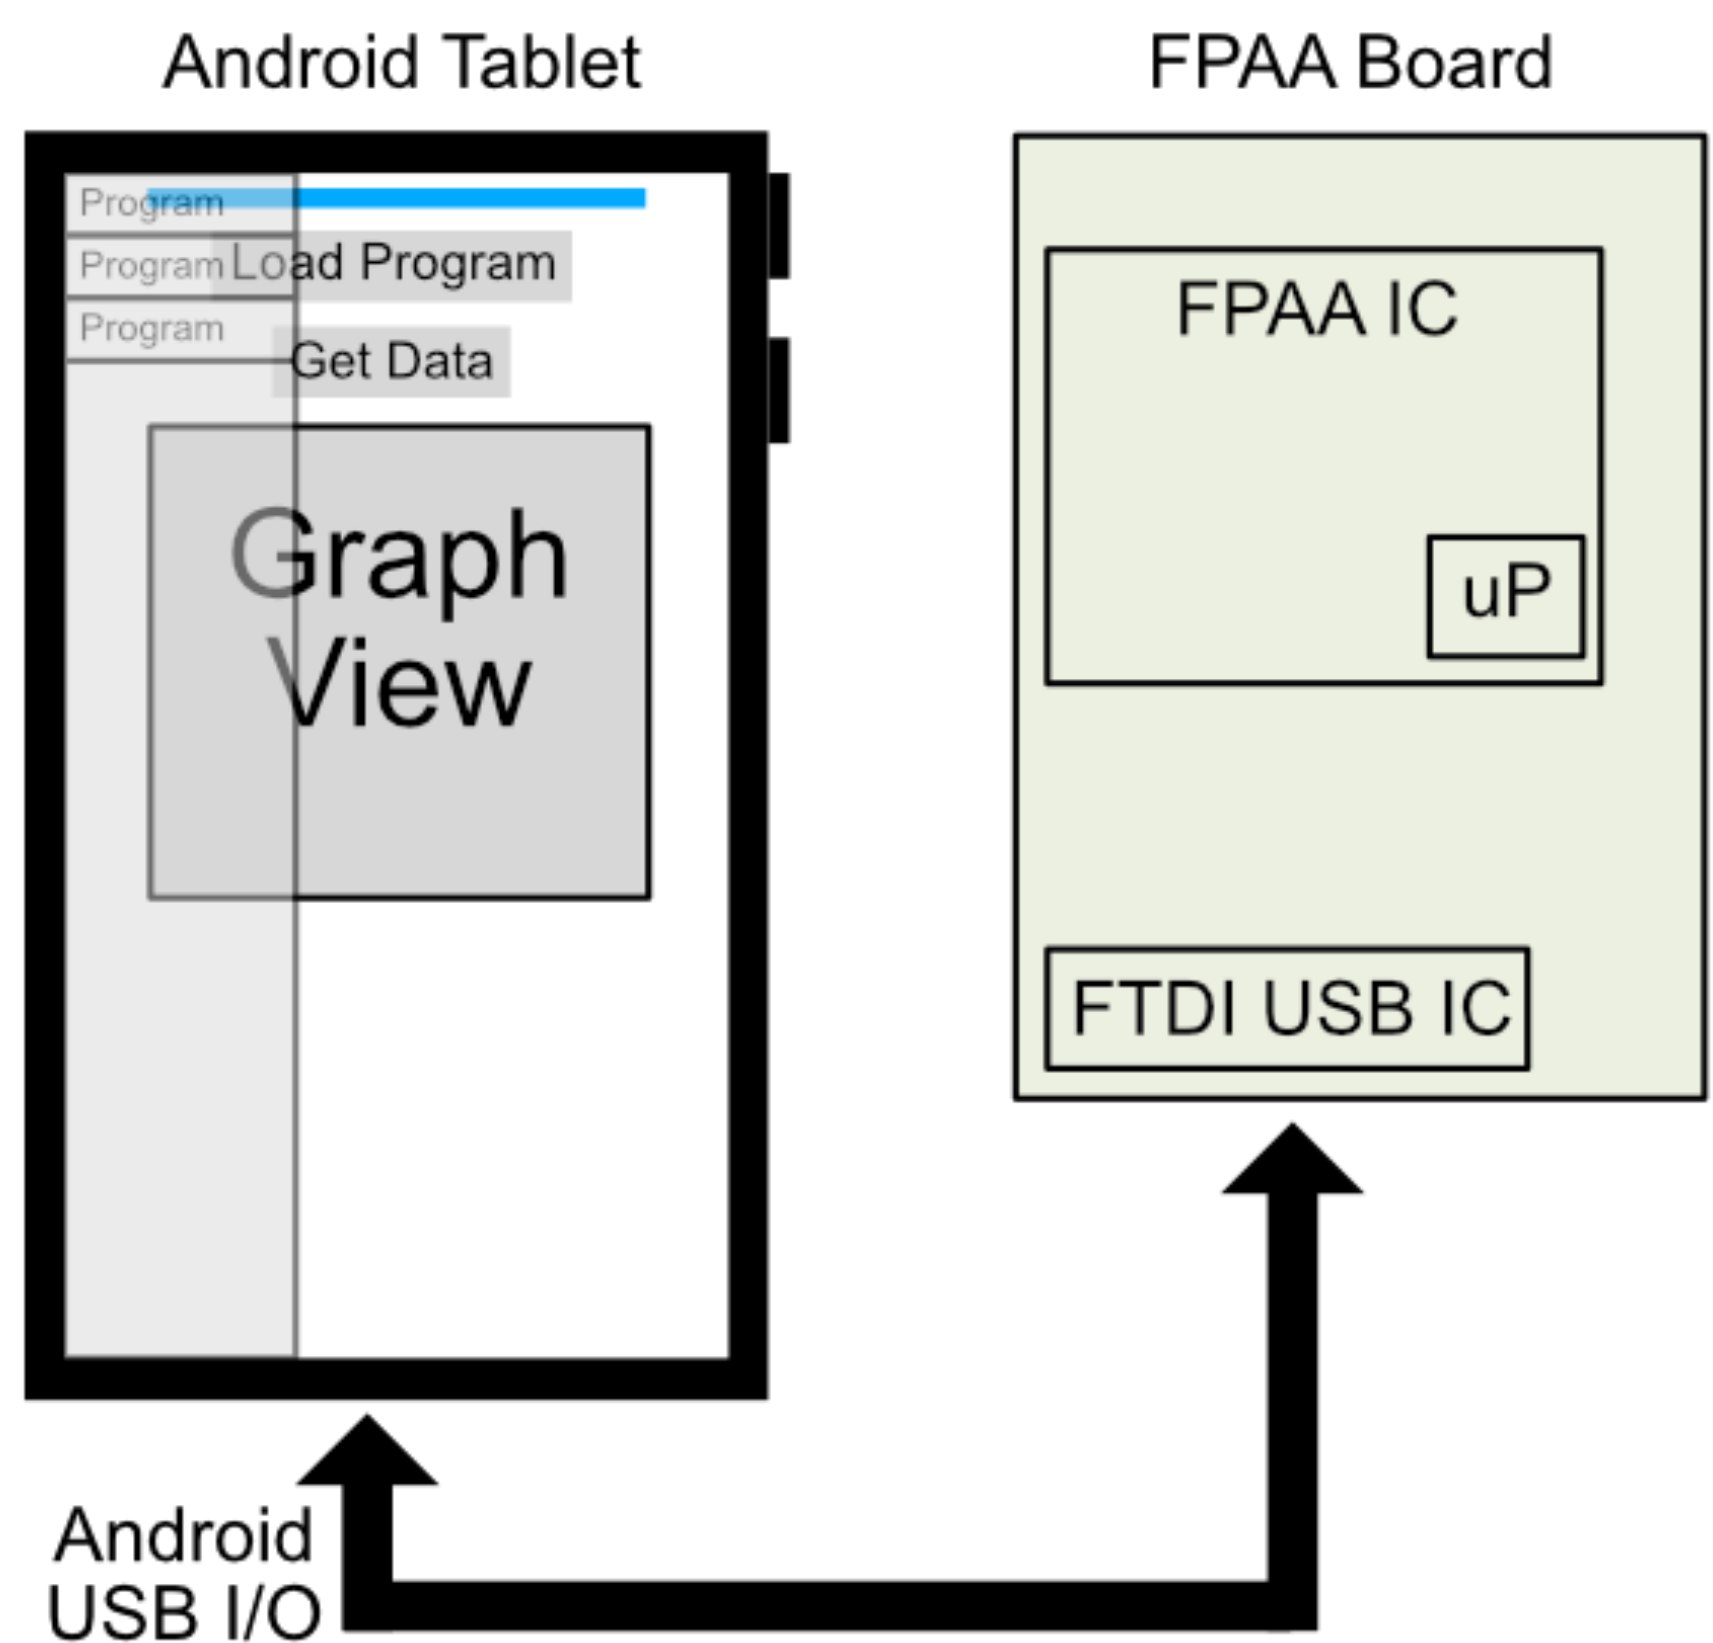 Android Tablet
FPAA Board
Program
Program
Program
Load Program
Get Data
Graph
View
FPAA IC
uP
FTDI USB IC
Android
USB I/O